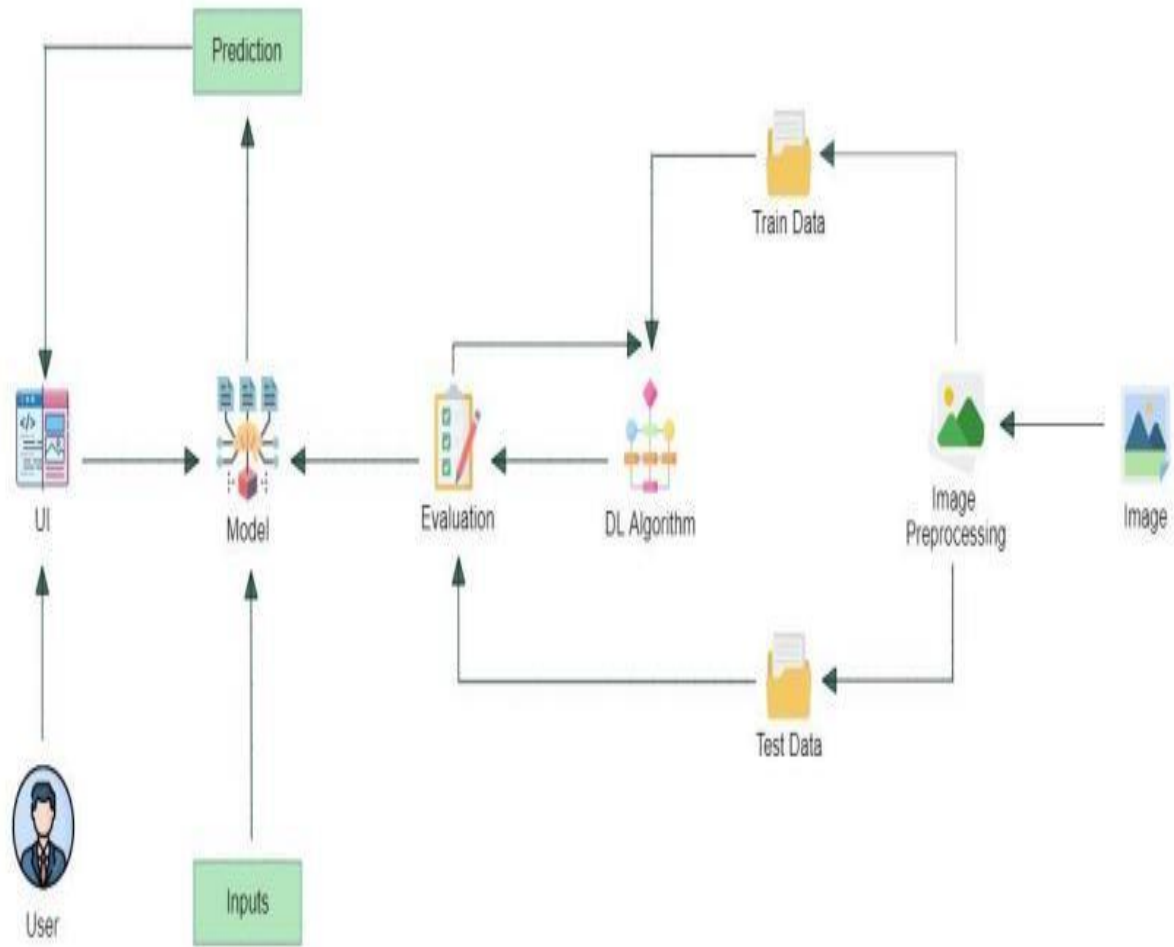 Prediction
Train Data
UI
Model
Evaluation
DL Algorithm
Image
Preprocessing
Image
Test Data
User
Inputs